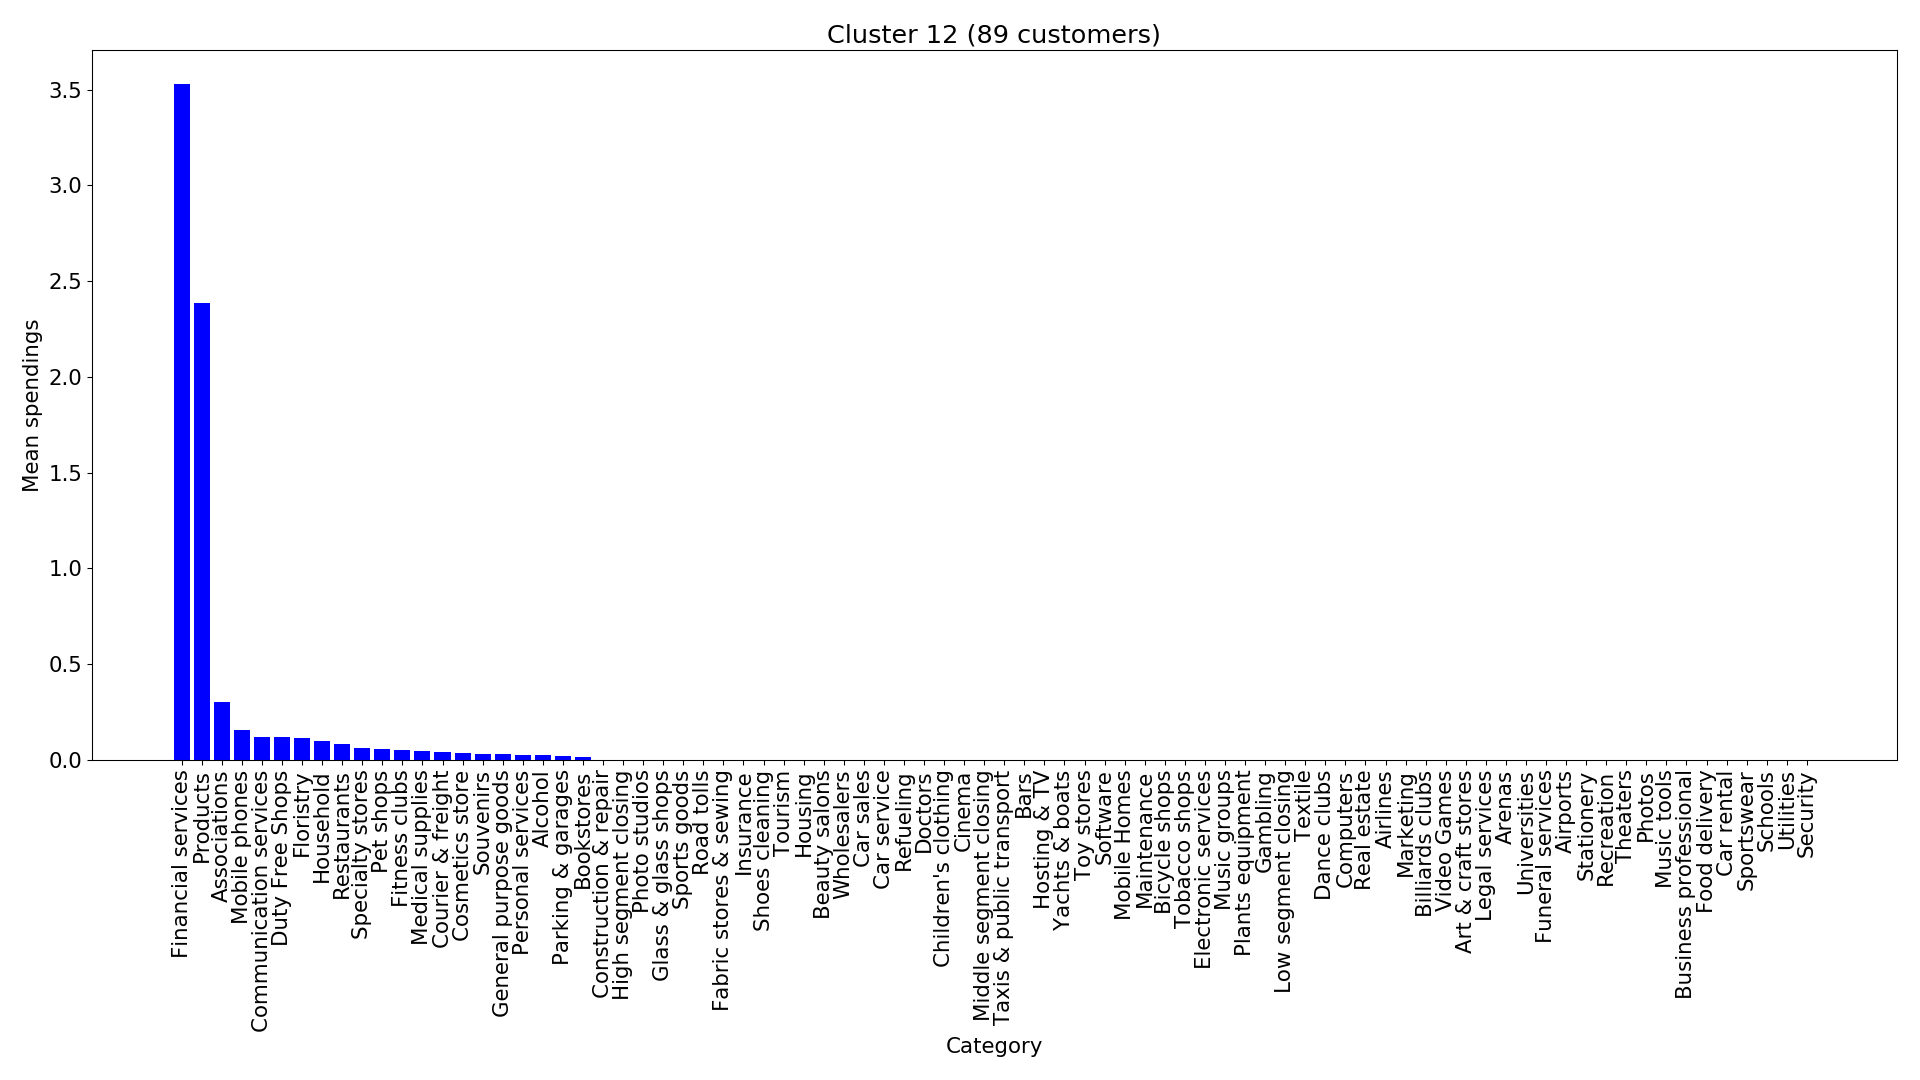 Cluster 12 (89 customers)
Mean spendings
3.5
3.0
2.5
2.0
1.5
1.0
0.5
0.0
Financial services
Products
Associations
Mobile phones
Communication services
Duty Free Shops
Floristry
Household
Restaurants
Specialty stores
Pet shops
Fitness clubs
Medical supplies
Courier & freight
Cosmetics store
Souvenirs
General purpose goods
Personal services
Alcohol
Parking & garages
Bookstores
Construction & repair
High segment closing
Photo studios
Glass & glass shops
Sports goods
Road tolls
Fabric stores & sewing
Insurance
Shoes cleaning
Tourism
Housing
Beauty salons
Wholesalers
Car sales
Car service
Refueling
Doctors
Children's clothing
Cinema
Middle segment closing
Taxis & public transport
Bars
Hosting & TV
Yachts & boats
Toy stores
Software
Mobile Homes
Maintenance
Bicycle shops
Tobacco shops
Electronic services
Music groups
Plants equipment
Gambling
Low segment closing
Textile
Dance clubs
Computers
Real estate
Airlines
Marketing
Billiards clubs
Video Games
Art & craft stores
Legal services
Arenas
Universities
Funeral services
Airports
Stationery
Recreation
Theaters
Photos
Music tools
Business professional
Food delivery
Car rental
Sportswear
Schools
Utilities
Security
Category